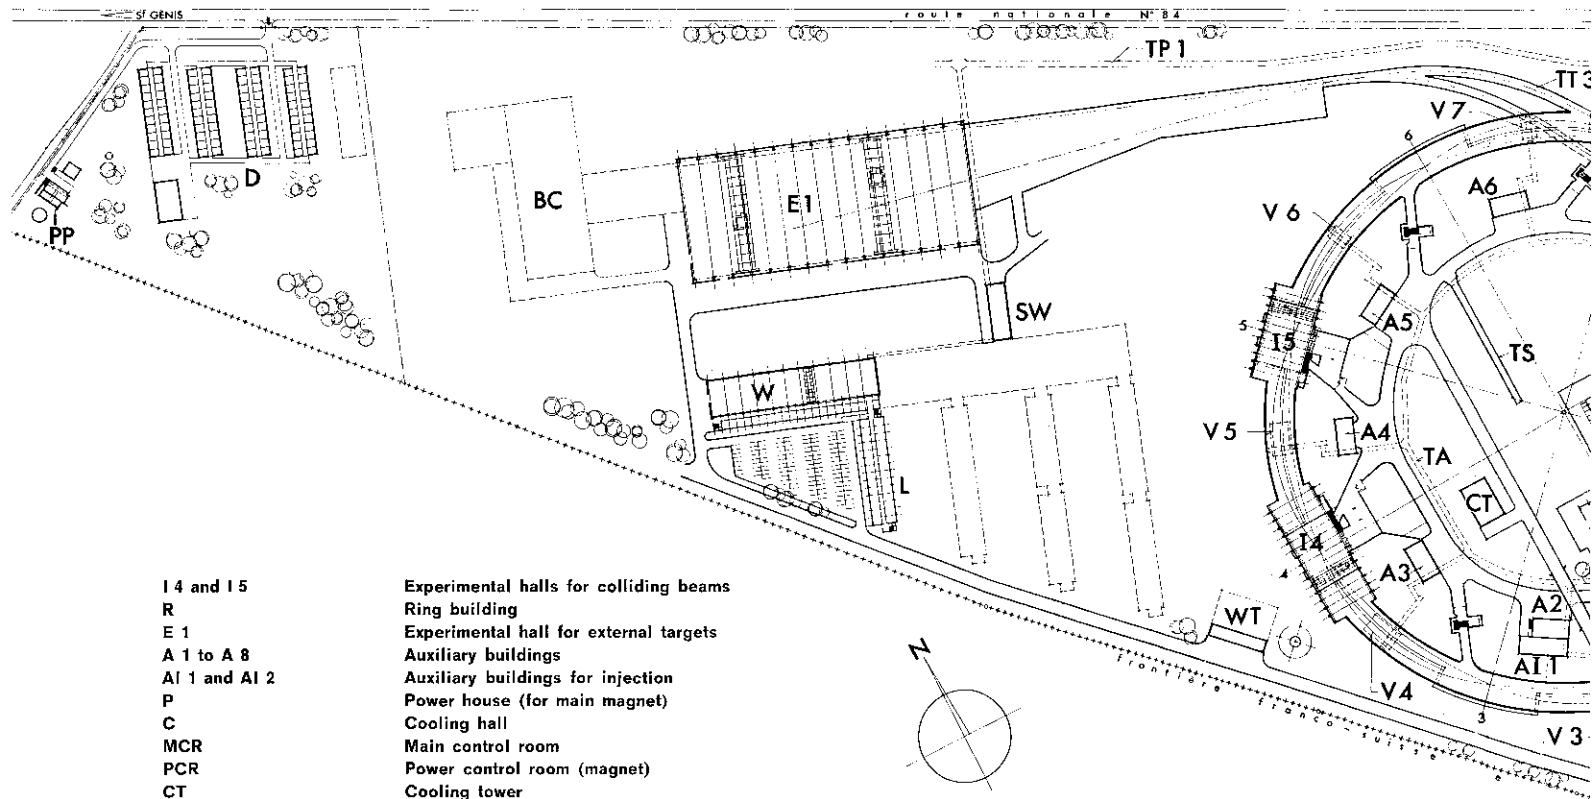 St GENIS
route nationale N° 84
TP 1
TT 3
V 7
6
A6
D
BC
E1
V 6
PP
SW
A5
5
I5
TS
W
V 5
A4
TA
L
CT
I4
4
A3
A2
WT
AI 1
N
V4
3
V 3
frontière franco-suisse
I 4 and I 5 Experimental halls for colliding beams
R Ring building
E 1 Experimental hall for external targets
A 1 to A 8 Auxiliary buildings
AI 1 and AI 2 Auxiliary buildings for injection
P Power house (for main magnet)
C Cooling hall
MCR Main control room
PCR Power control room (magnet)
CT Cooling tower